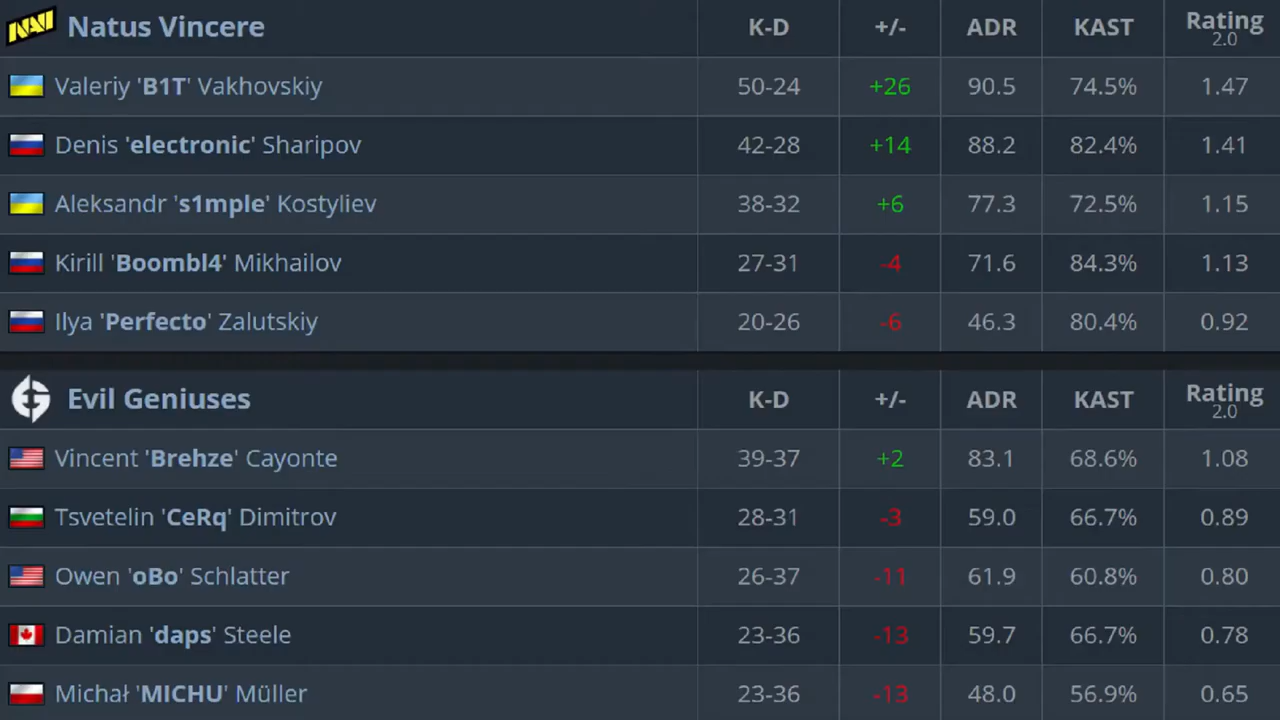 NAVI Natus Vincere K-D +/- ADR KAST Rating 2.0
Valeriy 'B1T' Vakhovskiy 50-24 +26 90.5 74.5% 1.47
Denis 'electronic' Sharipov 42-28 +14 88.2 82.4% 1.41
Aleksandr 's1mple' Kostyliev 38-32 +6 77.3 72.5% 1.15
Kirill 'Boombl4' Mikhailov 27-31 -4 71.6 84.3% 1.13
Ilya 'Perfecto' Zalutskiy 20-26 -6 46.3 80.4% 0.92
Evil Geniuses K-D +/- ADR KAST Rating 2.0
Vincent 'Brehze' Cayonte 39-37 +2 83.1 68.6% 1.08
Tsvetelin 'CeRq' Dimitrov 28-31 -3 59.0 66.7% 0.89
Owen 'oBo' Schlatter 26-37 -11 61.9 60.8% 0.80
Damian 'daps' Steele 23-36 -13 59.7 66.7% 0.78
Michał 'MICHU' Müller 23-36 -13 48.0 56.9% 0.65